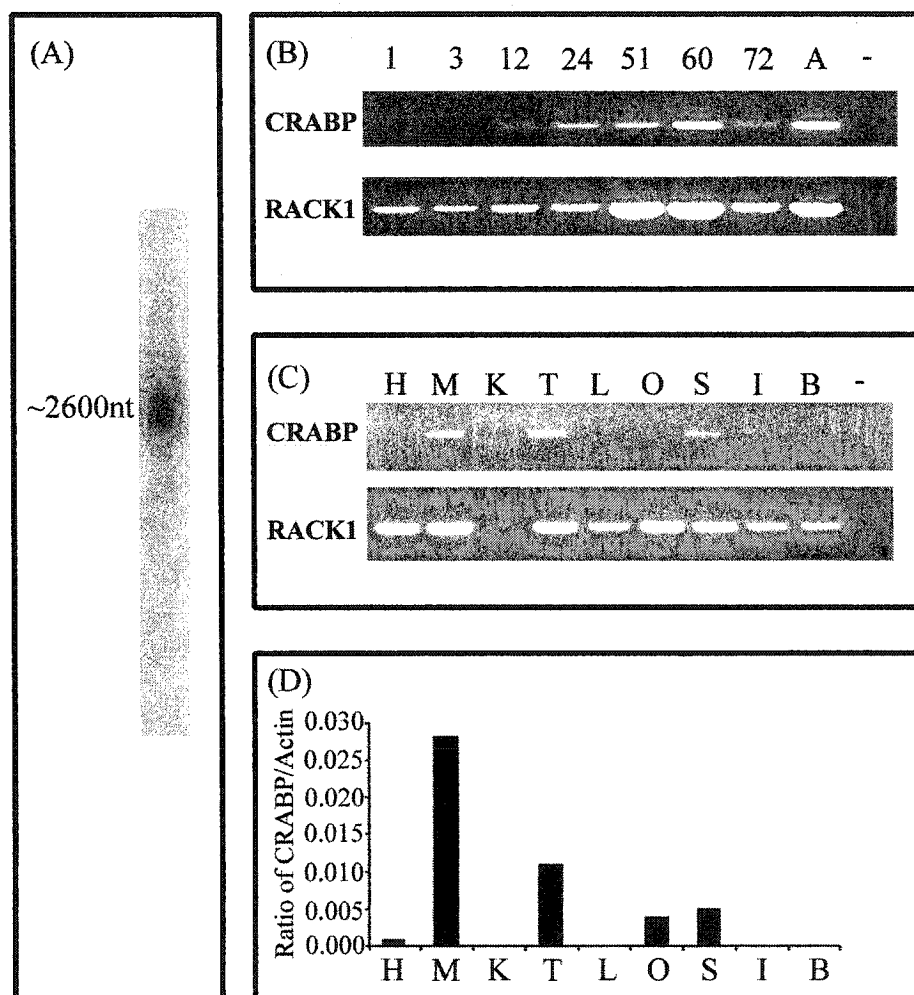 (A)
~2600nt
(B) 1 3 12 24 51 60 72 A -
CRABP
RACK1
(C) H M K T L O S I B -
CRABP
RACK1
(D)
Ratio of CRABP/Actin
0.030
0.025
0.020
0.015
0.010
0.005
0.000
H M K T L O S I B